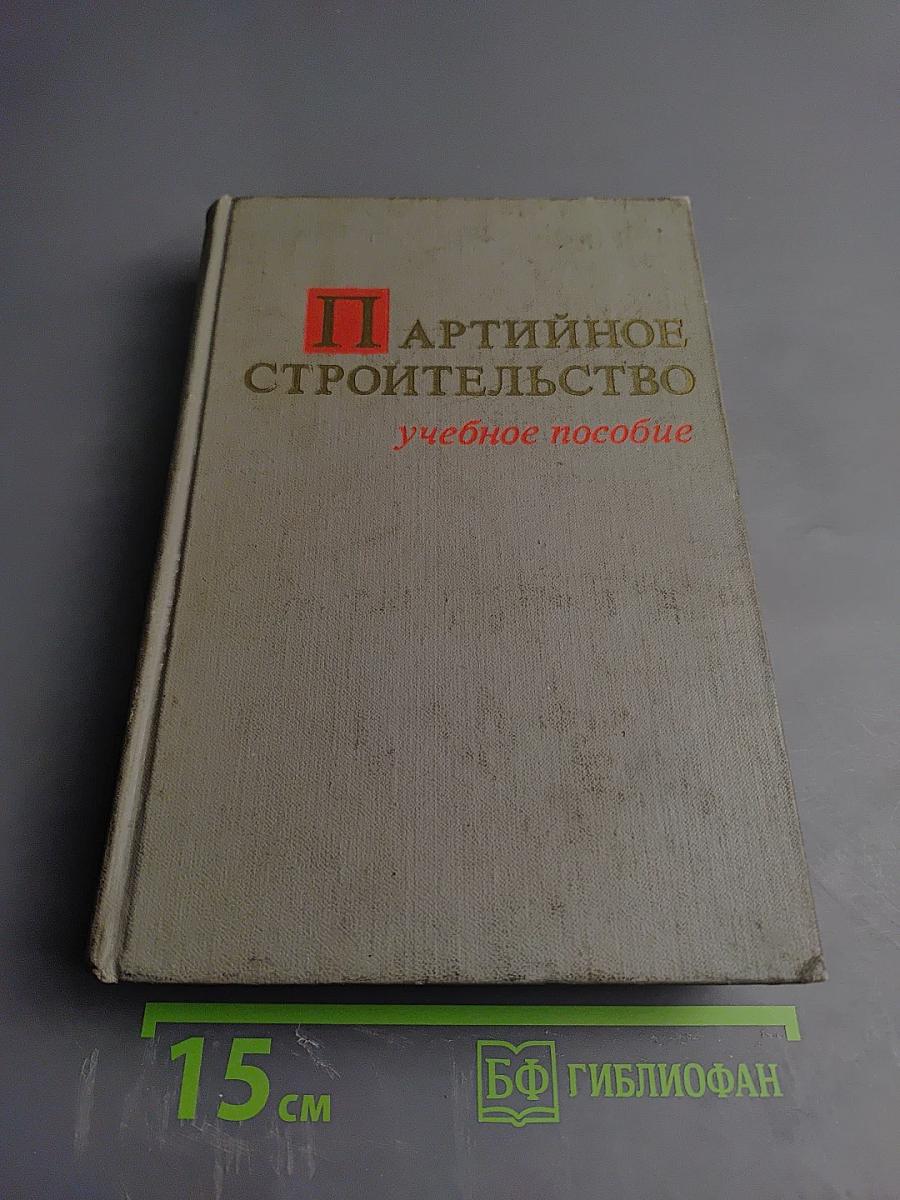 ПАРТИЙНОЕ
СТРОИТЕЛЬСТВО
учебное пособие
15 см
БФ ГИБЛИОФАН